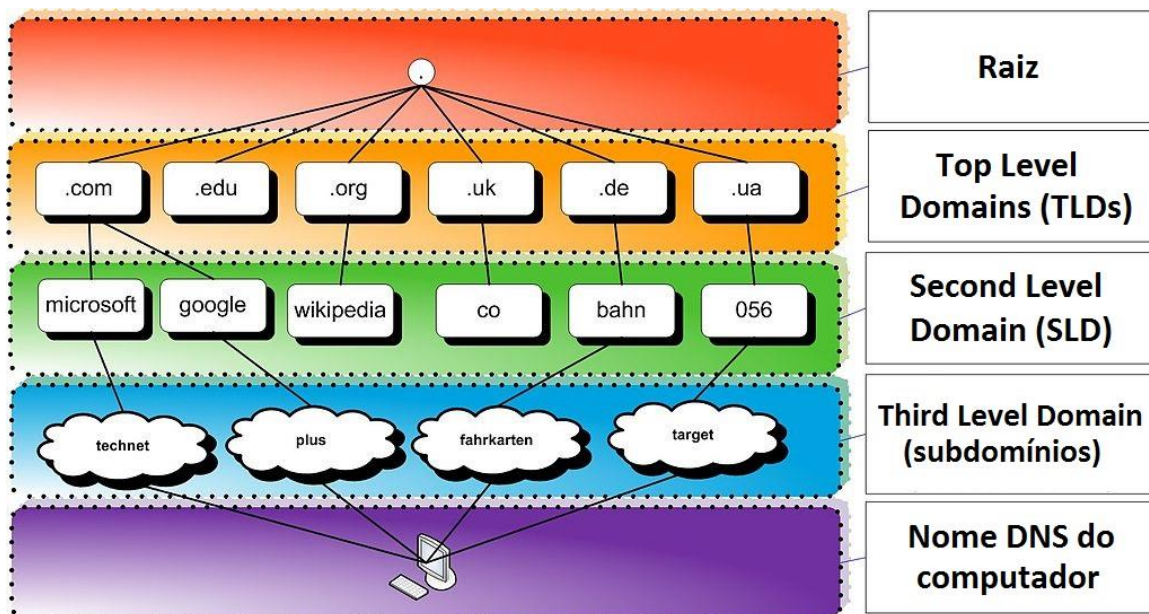 .
Raiz
.com .edu .org .uk .de .ua
Top Level
Domains (TLDs)
microsoft google wikipedia co bahn 056
Second Level
Domain (SLD)
technet plus fahrkarten target
Third Level Domain
(subdomínios)
Nome DNS do
computador